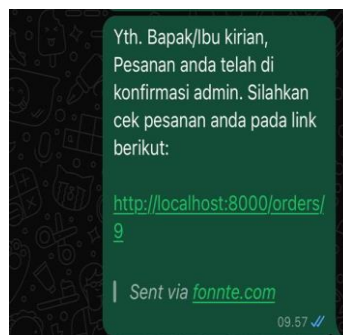 Yth. Bapak/Ibu kirian,
Pesanan anda telah di
konfirmasi admin. Silahkan
cek pesanan anda pada link
berikut:
http://localhost:8000/orders/
9
Sent via fonnte.com
09.57